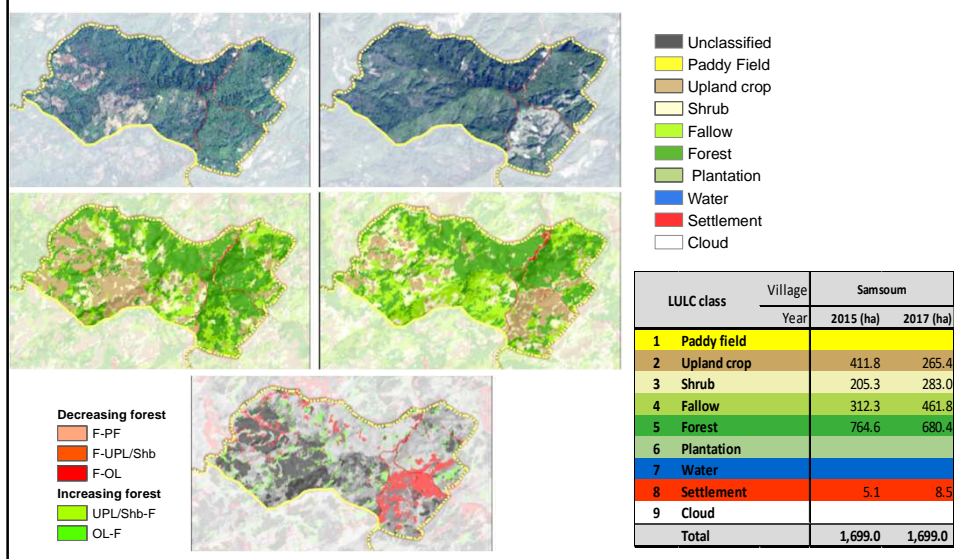 Unclassified
Paddy Field
Upland crop
Shrub
Fallow
Forest
Plantation
Water
Settlement
Cloud
LULC class Village Samsoum
Year 2015 (ha) 2017 (ha)
1 Paddy field
2 Upland crop 411.8 265.4
3 Shrub 205.3 283.0
4 Fallow 312.3 461.8
5 Forest 764.6 680.4
6 Plantation
7 Water
8 Settlement 5.1 8.5
9 Cloud
Total 1,699.0 1,699.0
Decreasing forest
F-PF
F-UPL/Shb
F-OL
Increasing forest
UPL/Shb-F
OL-F